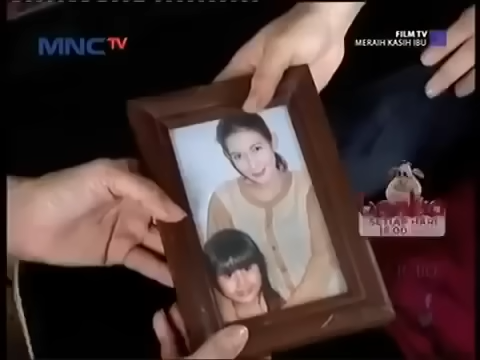 MNCTV
FILM TV
MERAIH KASIH IBU
SETIAP HARI
18.00